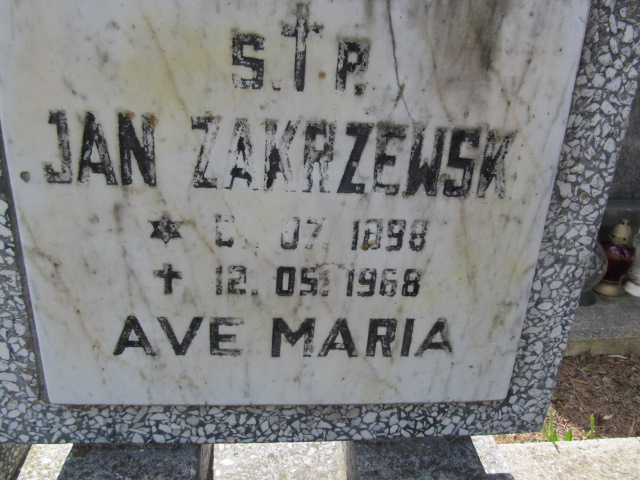 S. † P.
JAN ZAKRZEWSK
07. 1898
† 12. 05. 1968
AVE MARIA